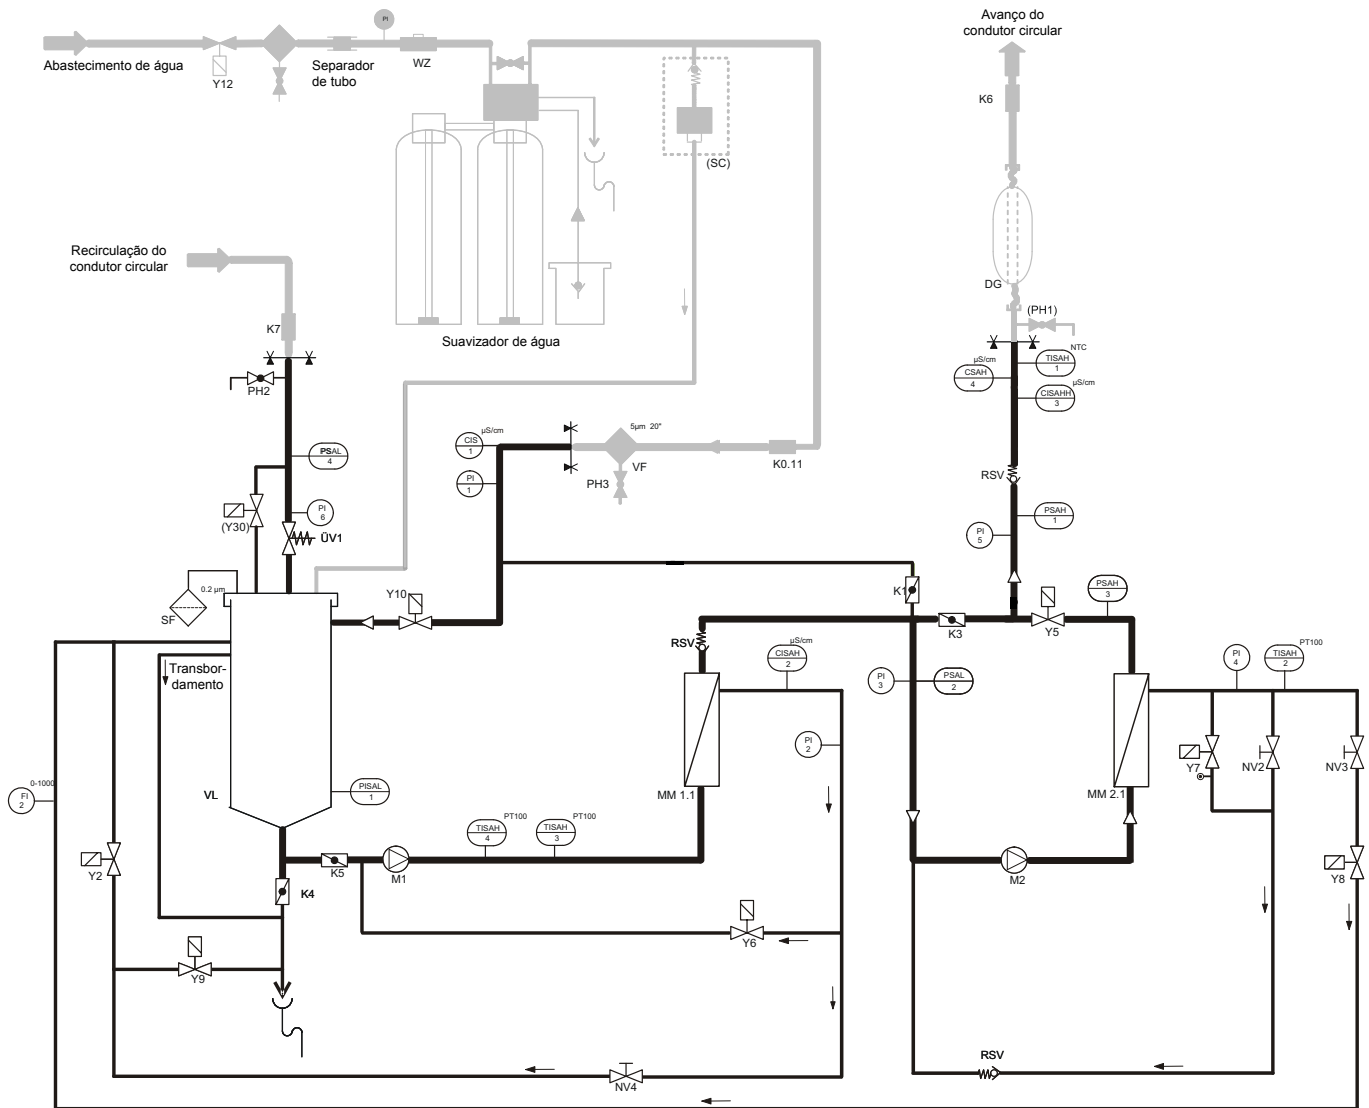 Avanço do
condutor circular
PI
Abastecimento de água
Y12
Separador
de tubo
WZ
K6
(SC)
Recirculação do
condutor circular
K7
DG
(PH1)
Suavizador de água
NTC
TISAH
1
µS/cm
CSAH
4
µS/cm
CISAHH
3
PH2
5µm 20"
µS/cm
CIS
1
VF
K0.11
PSAL
4
PI
1
PH3
RSV
PI
6
(Y30)
ÜV1
PSAH
1
PI
5
0.2 µm
SF
Y10
K1
PSAH
3
K3
Y5
RSV
µS/cm
CISAH
2
Transbor-
damento
PI
3
PSAL
2
PI
4
PT100
TISAH
2
PI
2
Y7
NV2
NV3
0-1000
FI
2
VL
PISAL
1
MM 1.1
MM 2.1
PT100
TISAH
4
PT100
TISAH
3
Y2
K5
M1
M2
Y8
K4
Y6
Y9
RSV
NV4